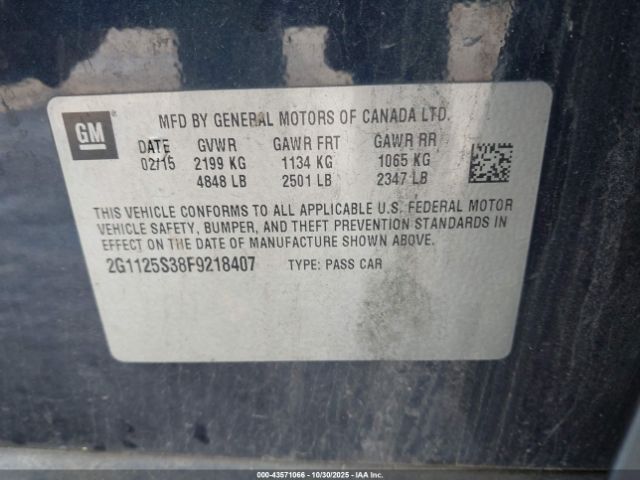 GM
MFD BY GENERAL MOTORS OF CANADA LTD.
DATE GVWR GAWR FRT GAWR RR
02/15 2199 KG 1134 KG 1065 KG
4848 LB 2501 LB 2347 LB
THIS VEHICLE CONFORMS TO ALL APPLICABLE U.S. FEDERAL MOTOR
VEHICLE SAFETY, BUMPER, AND THEFT PREVENTION STANDARDS IN
EFFECT ON THE DATE OF MANUFACTURE SHOWN ABOVE.
2G1125S38F9218407 TYPE: PASS CAR
00-43571066 - 10/30/2025 - IAA Inc.